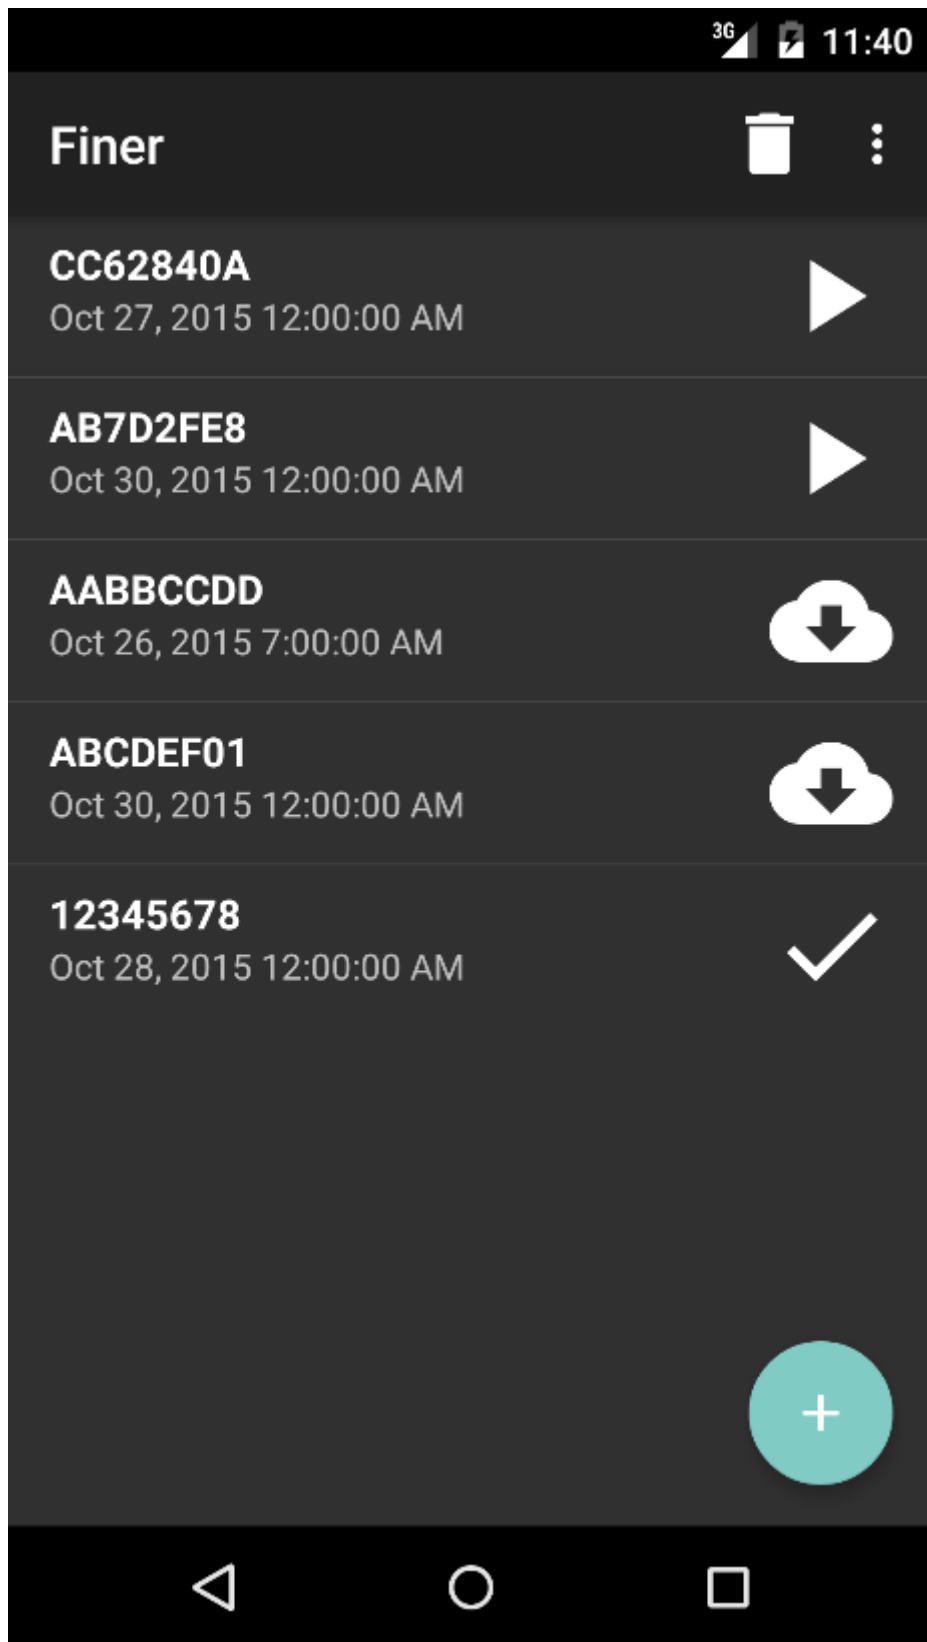 3G 11:40
Finer
CC62840A
Oct 27, 2015 12:00:00 AM
AB7D2FE8
Oct 30, 2015 12:00:00 AM
AABBCCDD
Oct 26, 2015 7:00:00 AM
ABCDEF01
Oct 30, 2015 12:00:00 AM
12345678
Oct 28, 2015 12:00:00 AM